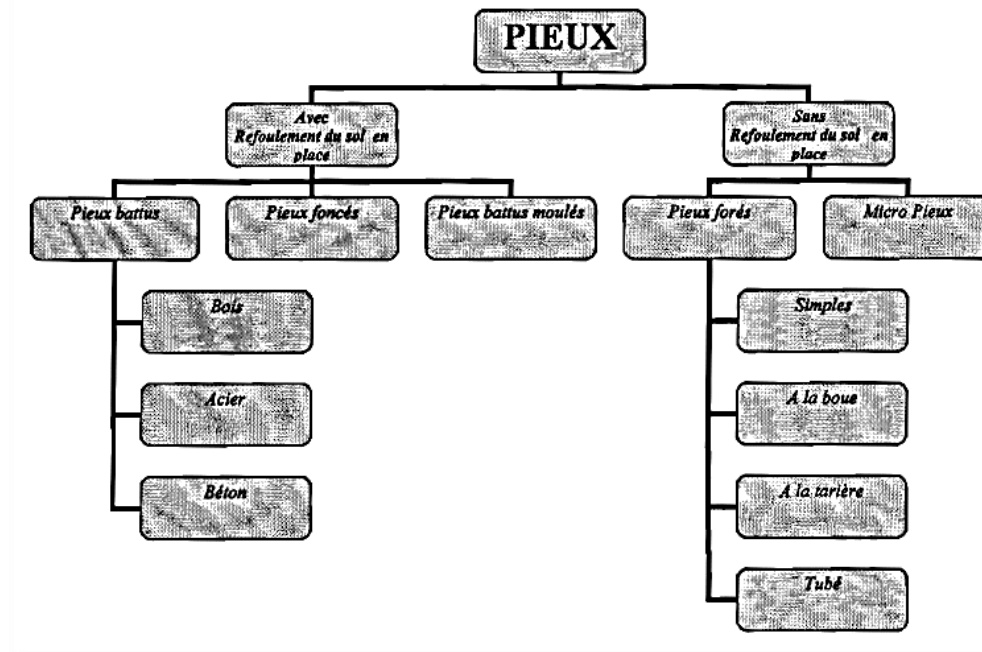 PIEUX
Avec
Refoulement du sol en
place
Sans
Refoulement du sol en
place
Pieux battus
Pieux foncés
Pieux battus moulés
Pieux forés
Micro Pieux
Bois
Acier
Béton
Simples
A la boue
A la tarière
Tubé